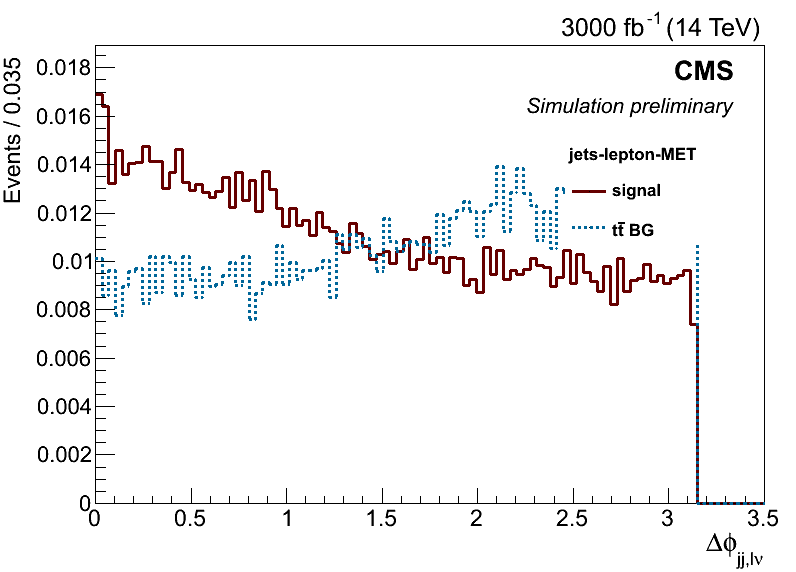 3000 fb⁻¹ (14 TeV)
CMS
Simulation preliminary
jets-lepton-MET
signal
tt̄ BG
Events / 0.035
0.018
0.016
0.014
0.012
0.01
0.008
0.006
0.004
0.002
0
0 0.5 1 1.5 2 2.5 3 3.5
Δϕ_jj,lν